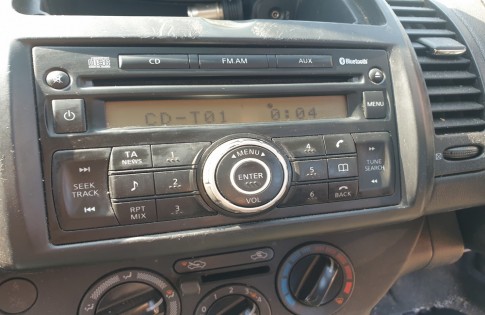 CD FM.AM AUX Bluetooth
CD-T01 0:04
MENU
TA
NEWS
1
4
SEEK
TRACK
2
MENU
ENTER
VOL
5
TUNE
SEARCH
RPT
MIX
3
6
BACK